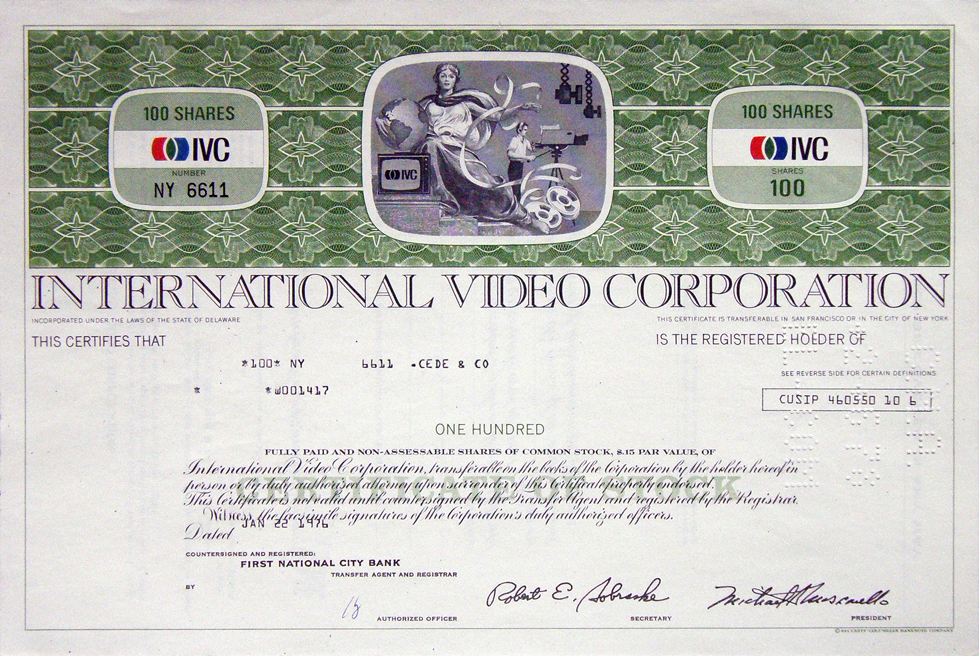 100 SHARES
IVC
NUMBER
NY 6611
IVC
100 SHARES
IVC
SHARES
100
INTERNATIONAL VIDEO CORPORATION
INCORPORATED UNDER THE LAWS OF THE STATE OF DELAWARE
THIS CERTIFICATE IS TRANSFERABLE IN SAN FRANCISCO OR IN THE CITY OF NEW YORK
THIS CERTIFIES THAT
IS THE REGISTERED HOLDER OF
*100* NY 6611 .CEDE & CO
SEE REVERSE SIDE FOR CERTAIN DEFINITIONS
* *W001417
CUSIP 460550 10 6
ONE HUNDRED
FULLY PAID AND NON-ASSESSABLE SHARES OF COMMON STOCK, $.15 PAR VALUE, OF
International Video Corporation, transferable on the books of the Corporation by the holder hereof in
person or by duly authorized attorney upon surrender of this Certificate properly endorsed.
CERTIFICATE OF STOCK
This Certificate is not valid until countersigned by the Transfer Agent and registered by the Registrar.
Witness the facsimile signatures of the Corporation's duly authorized officers.
JAN 22 1976
Dated
COUNTERSIGNED AND REGISTERED:
FIRST NATIONAL CITY BANK
TRANSFER AGENT AND REGISTRAR
BY
Robert E.
AUTHORIZED OFFICER
SECRETARY
PRESIDENT